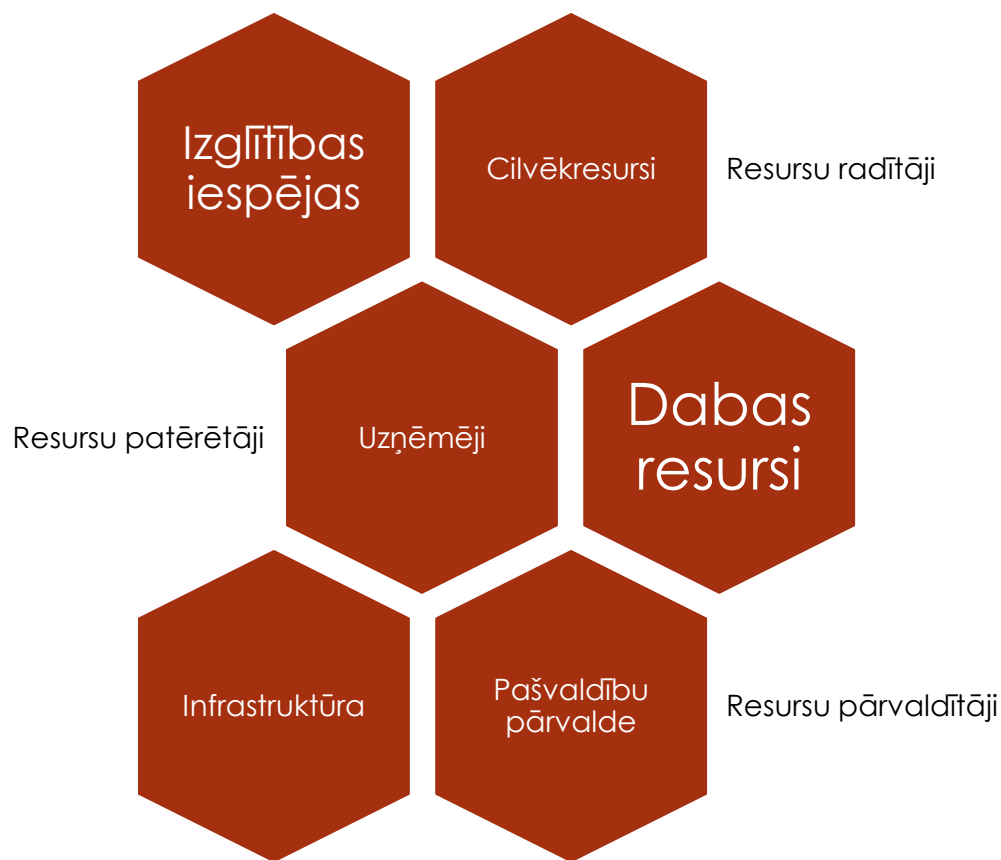 Izglītības
iespējas
Cilvēkresursi
Resursu radītāji
Resursu patērētāji
Uzņēmēji
Dabas
resursi
Infrastruktūra
Pašvaldību
pārvalde
Resursu pārvaldītāji